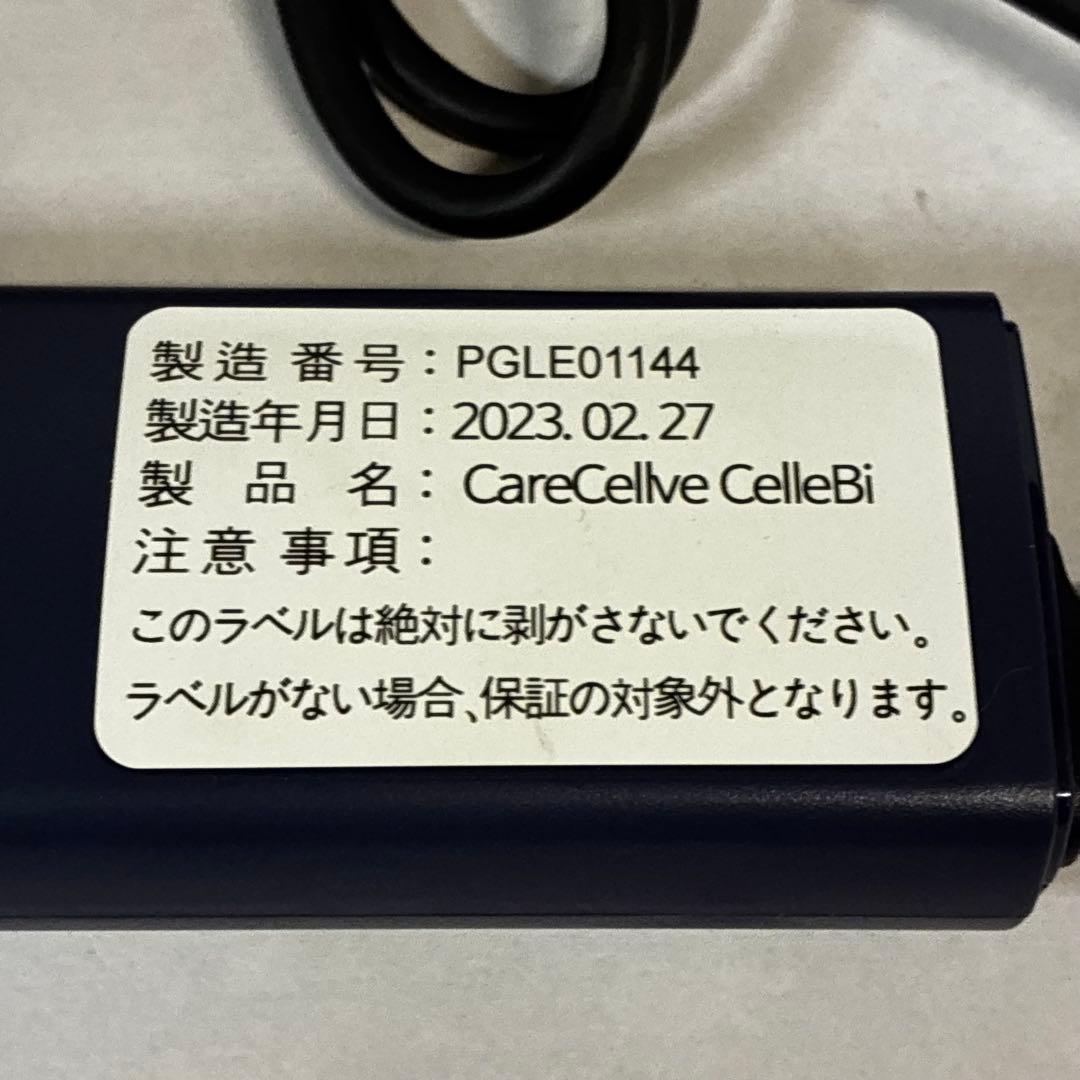 製造番号：PGLE01144
製造年月日：2023.02.27
製品名：CareCellve CelleBi
注意事項：
このラベルは絶対に剥がさないでください。
ラベルがない場合、保証の対象外となります。